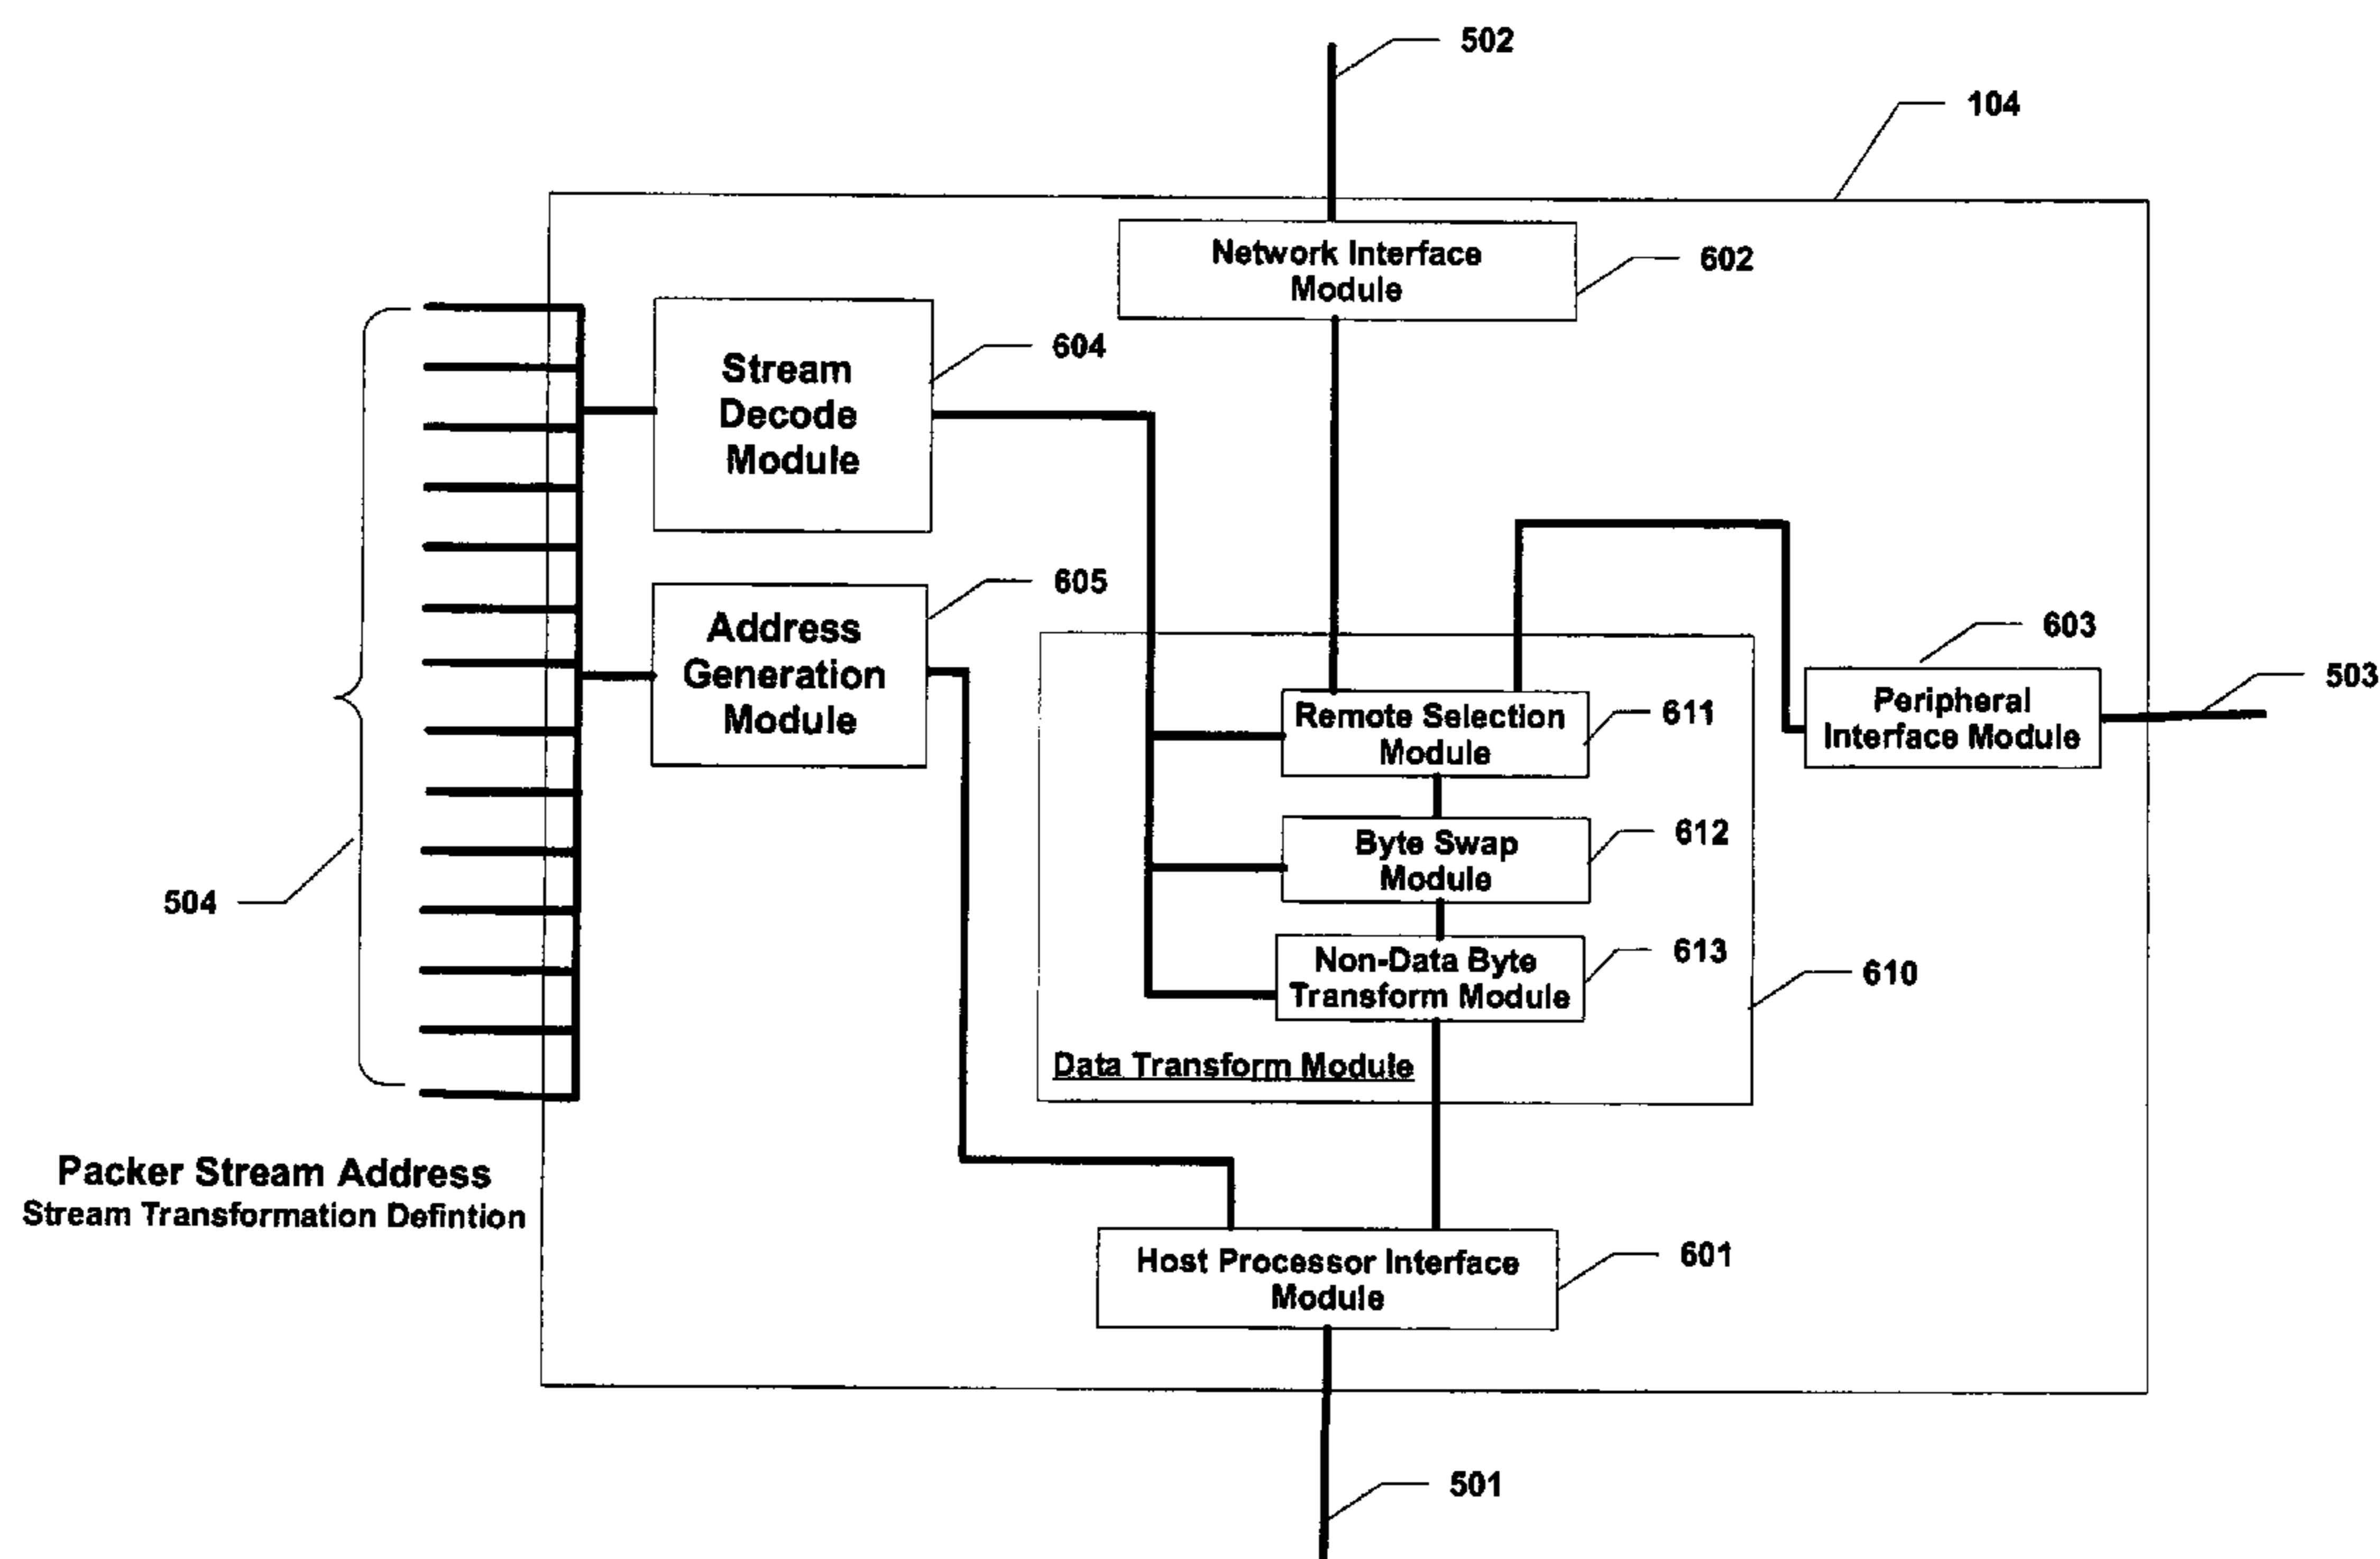 502
104
Network Interface
Module
602
604
Stream
Decode
Module
605
Address
Generation
Module
603
503
Peripheral
Interface Module
Remote Selection
Module
611
Byte Swap
Module
612
504
Non-Data Byte
Transform Module
613
610
Data Transform Module
Packer Stream Address
Stream Transformation Defintion
Host Processor Interface
Module
601
501